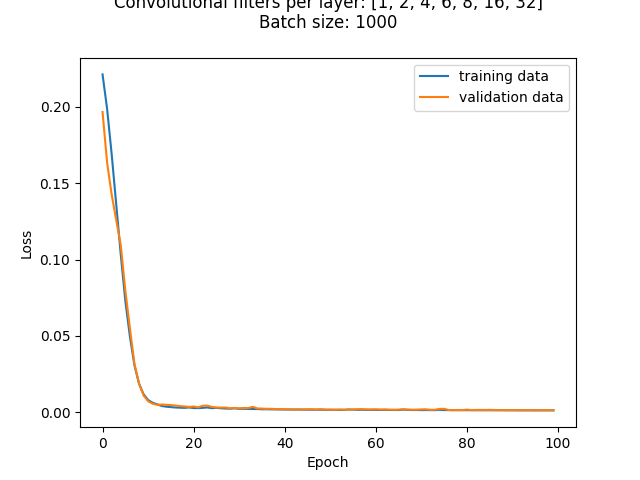 Convolutional filters per layer: [1, 2, 4, 6, 8, 16, 32]
Batch size: 1000
training data
validation data
0.20
0.15
0.10
0.05
0.00
Loss
0 20 40 60 80 100
Epoch